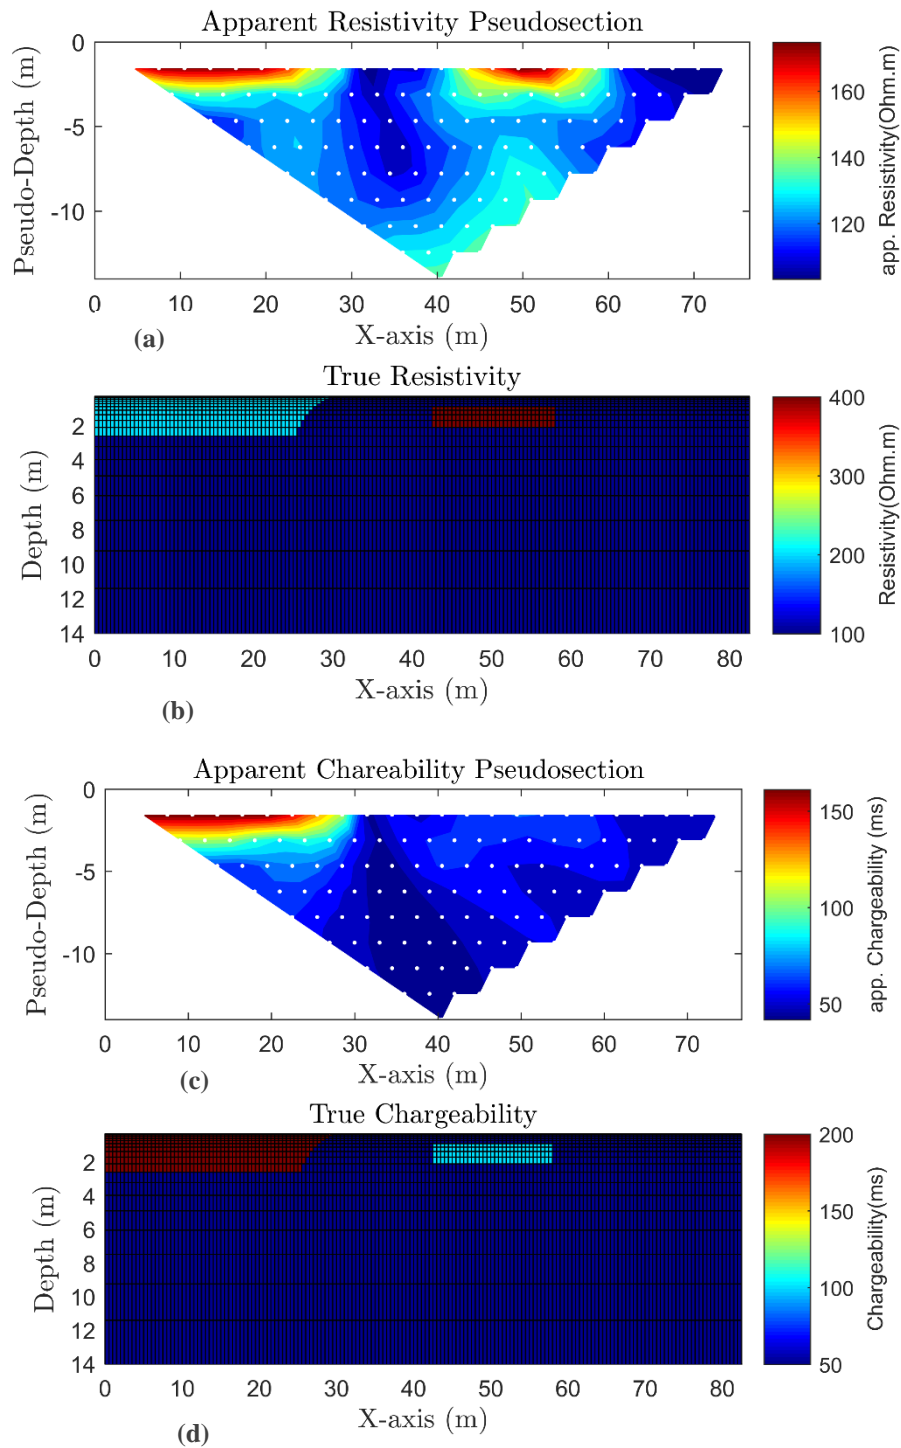 Apparent Resistivity Pseudosection
0
-5
-10
Pseudo-Depth (m)
0 10 20 30 40 50 60 70
X-axis (m)
(a)
160
140
120
app. Resistivity(Ohm.m)
True Resistivity
2
4
6
8
10
12
14
Depth (m)
0 10 20 30 40 50 60 70 80
X-axis (m)
(b)
400
300
200
100
Resistivity(Ohm.m)
Apparent Chareability Pseudosection
0
-5
-10
Pseudo-Depth (m)
0 10 20 30 40 50 60 70
X-axis (m)
(c)
150
100
50
app. Chargeability (ms)
True Chargeability
2
4
6
8
10
12
14
Depth (m)
0 10 20 30 40 50 60 70 80
X-axis (m)
(d)
200
150
100
50
Chargeability(ms)